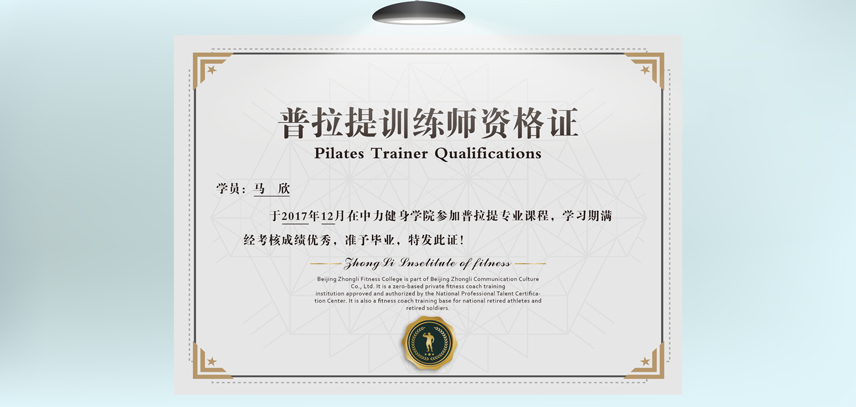 普拉提训练师资格证
Pilates Trainer Qualifications
学员：马 欣
于2017年12月在中力健身学院参加普拉提专业课程，学习期满
经考核成绩优秀，准予毕业，特发此证！
ZhongLi Lnsetitute of fitness
Beijing Zhongli Fitness College is part of Beijing Zhongli Communication Culture
Co., Ltd. It is a zero-based private fitness coach training
institution approved and authorized by the National Professional Talent Certifica-
tion Center. It is also a fitness coach training base for national retired athletes and
retired soldiers.